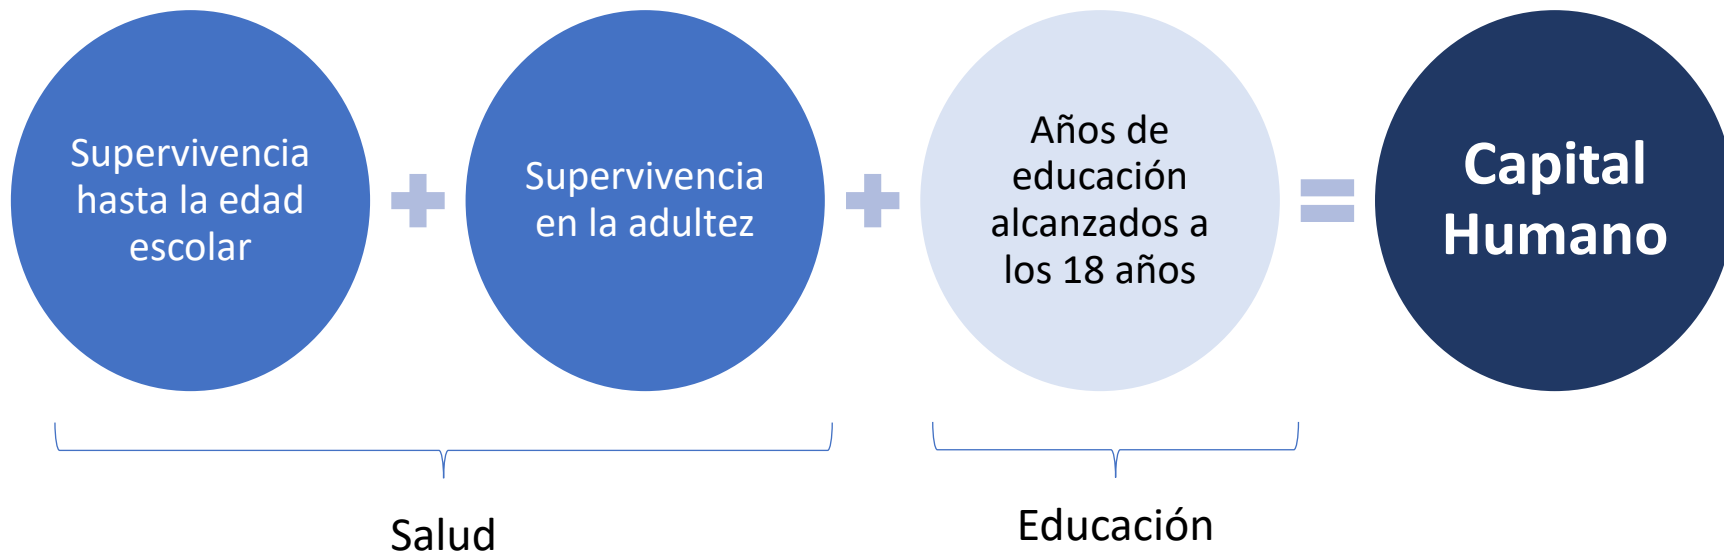 Supervivencia
hasta la edad
escolar
Supervivencia
en la adultez
Años de
educación
alcanzados a
los 18 años
Capital
Humano
Salud
Educación